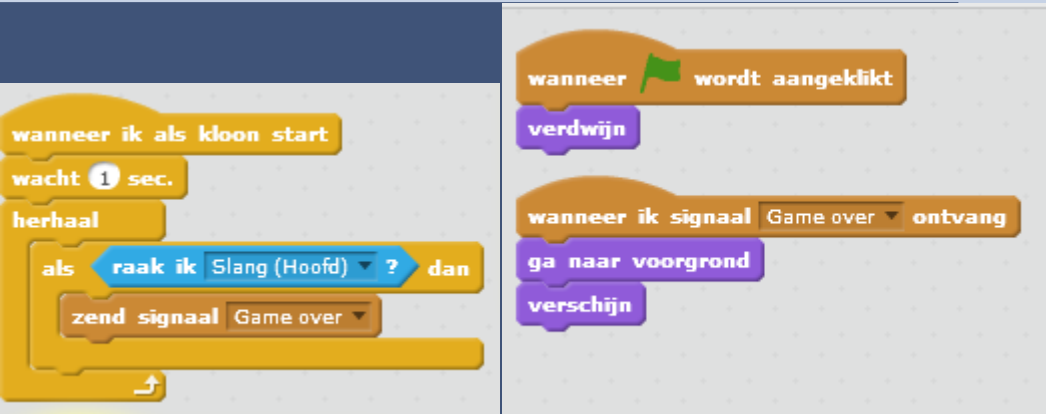 wanneer ik als kloon start
wacht 1 sec.
herhaal
als raak ik Slang (Hoofd) ? dan
zend signaal Game over
wanneer wordt aangeklikt
verdwijn
wanneer ik signaal Game over ontvang
ga naar voorgrond
verschijn